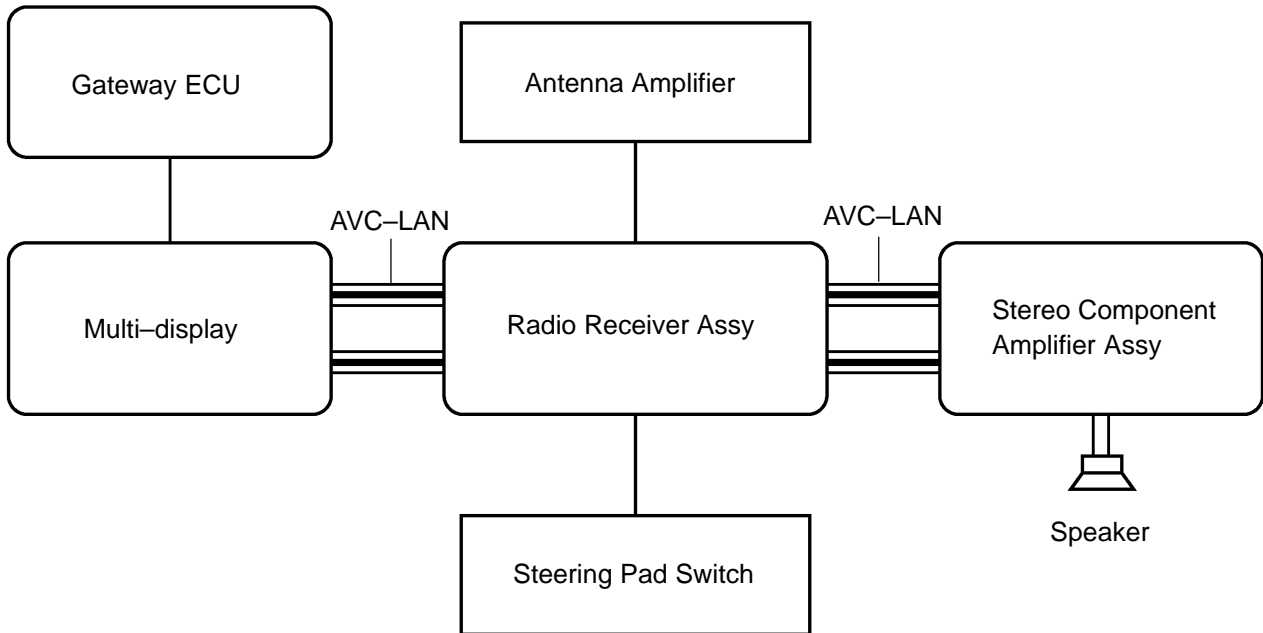 Gateway ECU
Antenna Amplifier
AVC–LAN
AVC–LAN
Multi–display
Radio Receiver Assy
Stereo Component
Amplifier Assy
Speaker
Steering Pad Switch